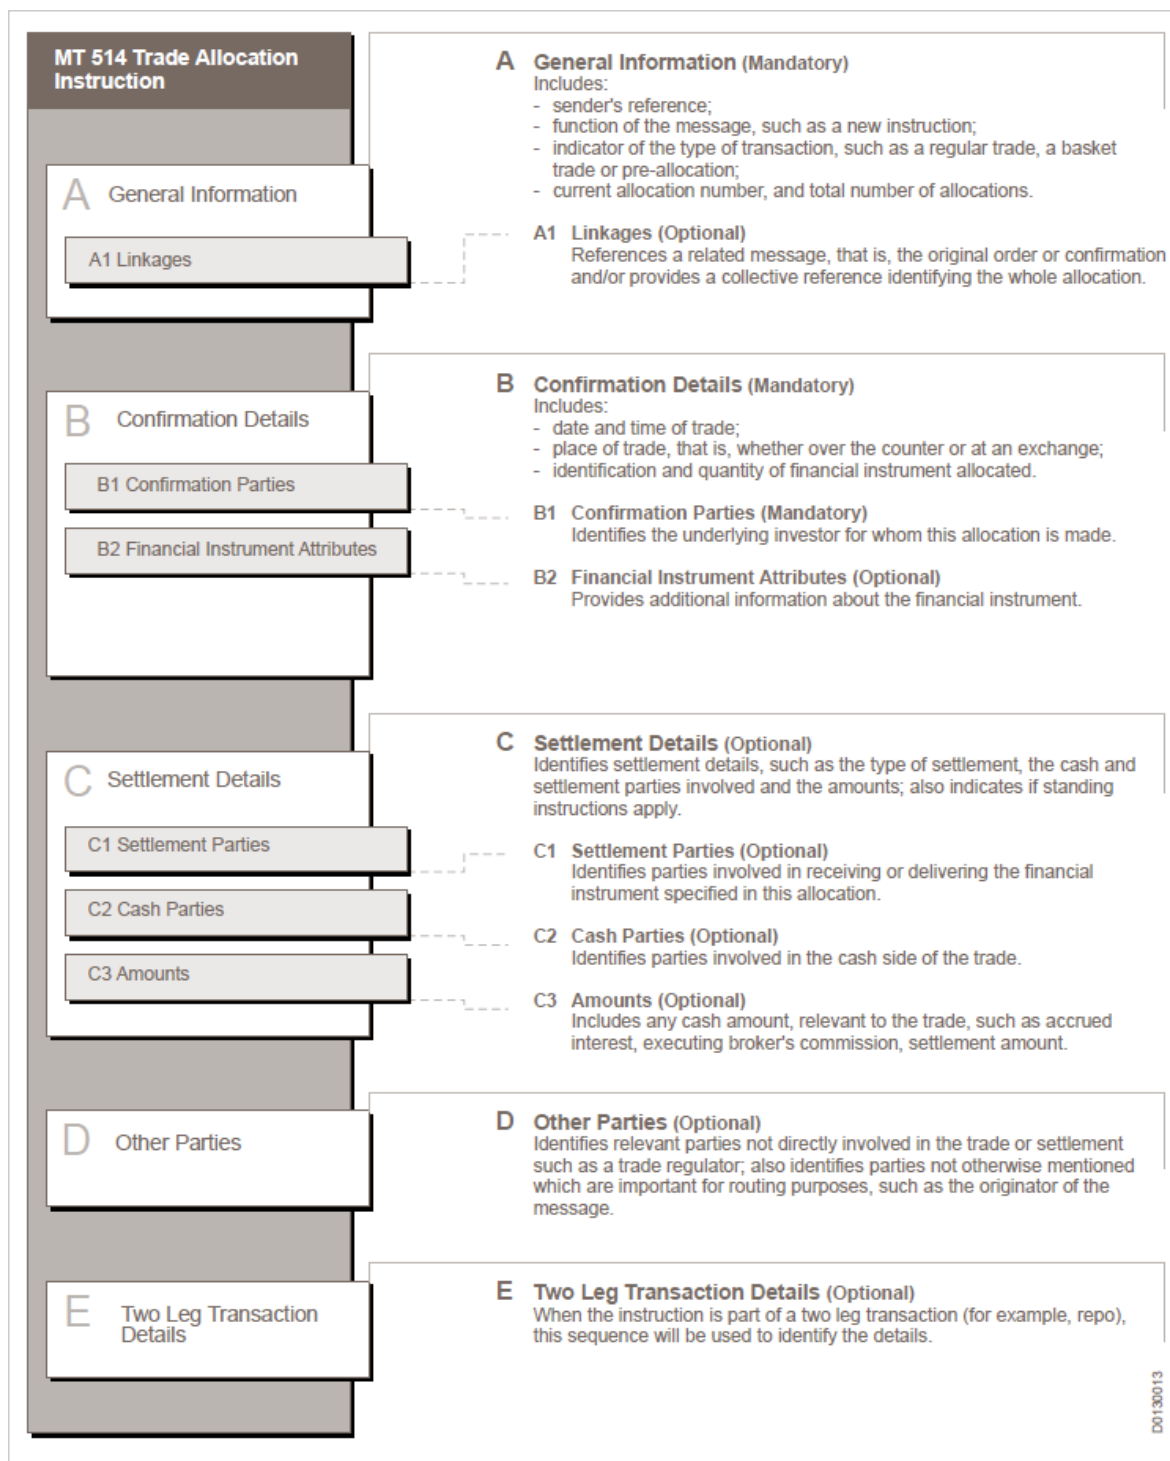 MT 514 Trade Allocation
Instruction
A General Information
A1 Linkages
A General Information (Mandatory)
Includes:
- sender's reference;
- function of the message, such as a new instruction;
- indicator of the type of transaction, such as a regular trade, a basket
trade or pre-allocation;
- current allocation number, and total number of allocations.
A1 Linkages (Optional)
References a related message, that is, the original order or confirmation
and/or provides a collective reference identifying the whole allocation.
B Confirmation Details
B1 Confirmation Parties
B2 Financial Instrument Attributes
B Confirmation Details (Mandatory)
Includes:
- date and time of trade;
- place of trade, that is, whether over the counter or at an exchange;
- identification and quantity of financial instrument allocated.
B1 Confirmation Parties (Mandatory)
Identifies the underlying investor for whom this allocation is made.
B2 Financial Instrument Attributes (Optional)
Provides additional information about the financial instrument.
C Settlement Details
C1 Settlement Parties
C2 Cash Parties
C3 Amounts
C Settlement Details (Optional)
Identifies settlement details, such as the type of settlement, the cash and
settlement parties involved and the amounts; also indicates if standing
instructions apply.
C1 Settlement Parties (Optional)
Identifies parties involved in receiving or delivering the financial
instrument specified in this allocation.
C2 Cash Parties (Optional)
Identifies parties involved in the cash side of the trade.
C3 Amounts (Optional)
Includes any cash amount, relevant to the trade, such as accrued
interest, executing broker's commission, settlement amount.
D Other Parties
D Other Parties (Optional)
Identifies relevant parties not directly involved in the trade or settlement
such as a trade regulator; also identifies parties not otherwise mentioned
which are important for routing purposes, such as the originator of the
message.
E Two Leg Transaction
Details
E Two Leg Transaction Details (Optional)
When the instruction is part of a two leg transaction (for example, repo),
this sequence will be used to identify the details.
D0130013